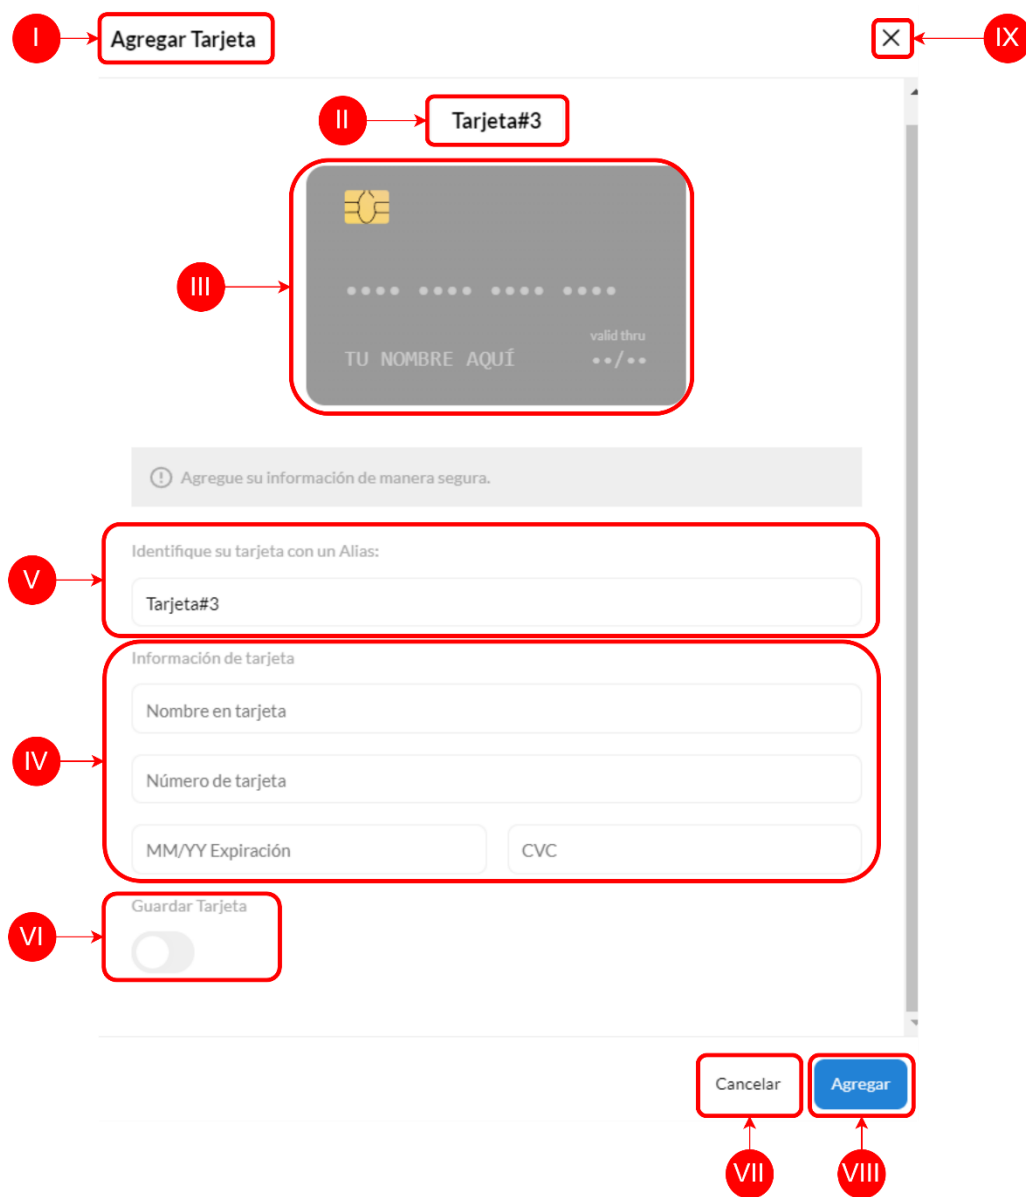 I
Agregar Tarjeta
IX
II
Tarjeta#3
III
valid thru
TU NOMBRE AQUÍ
••/••
Agregue su información de manera segura.
Identifique su tarjeta con un Alias:
V
Tarjeta#3
Información de tarjeta
Nombre en tarjeta
IV
Número de tarjeta
MM/YY Expiración
CVC
Guardar Tarjeta
VI
Cancelar
Agregar
VII
VIII